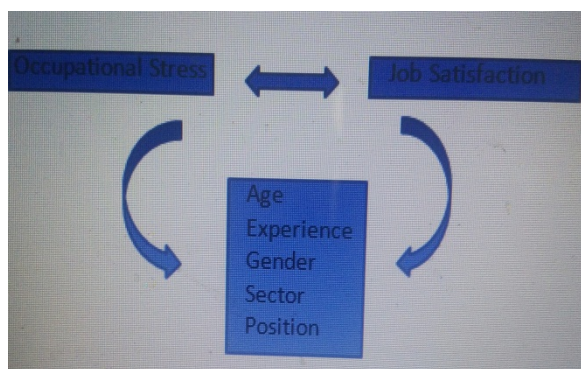 Occupational Stress
Job Satisfaction
Age
Experience
Gender
Sector
Position